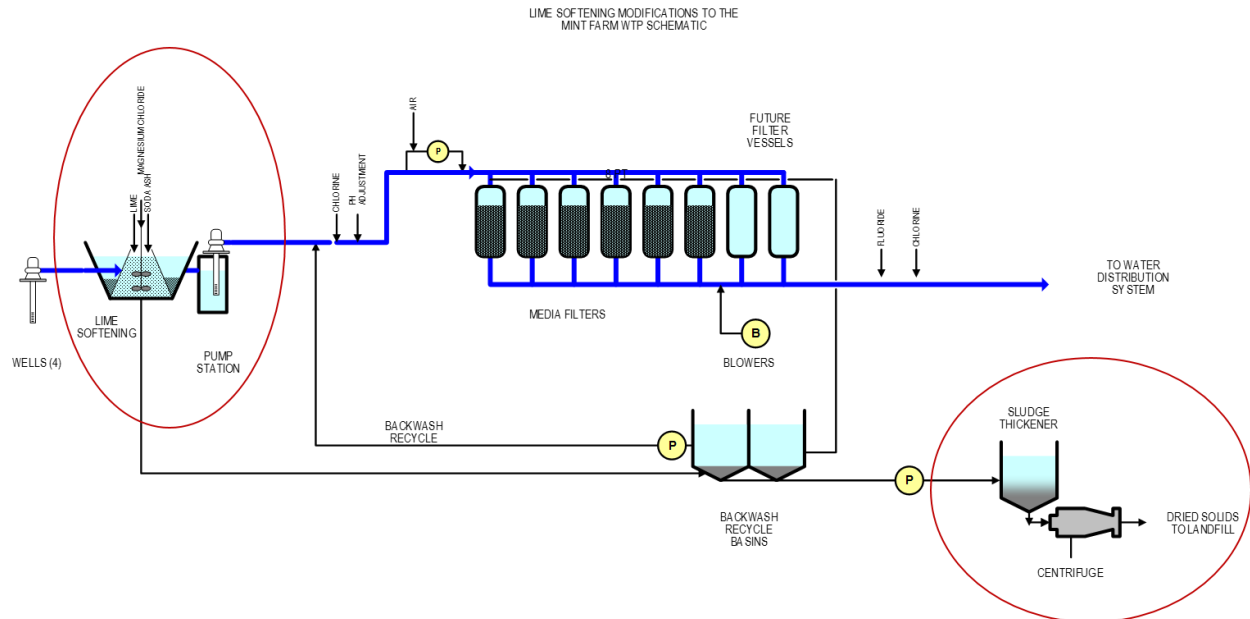 LIME SOFTENING MODIFICATIONS TO THE
MINT FARM WTP SCHEMATIC
LIME
MAGNESIUM CHLORIDE
SODA ASH
CHLORINE
PH
ADJUSTMENT
AIR
P
FUTURE
FILTER
VESSELS
FLUORIDE
CHLORINE
TO WATER
DISTRIBUTION
SYSTEM
LIME
SOFTENING
WELLS (4)
PUMP
STATION
MEDIA FILTERS
B
BLOWERS
BACKWASH
RECYCLE
P
BACKWASH
RECYCLE
BASINS
P
SLUDGE
THICKENER
DRIED SOLIDS
TO LANDFILL
CENTRIFUGE